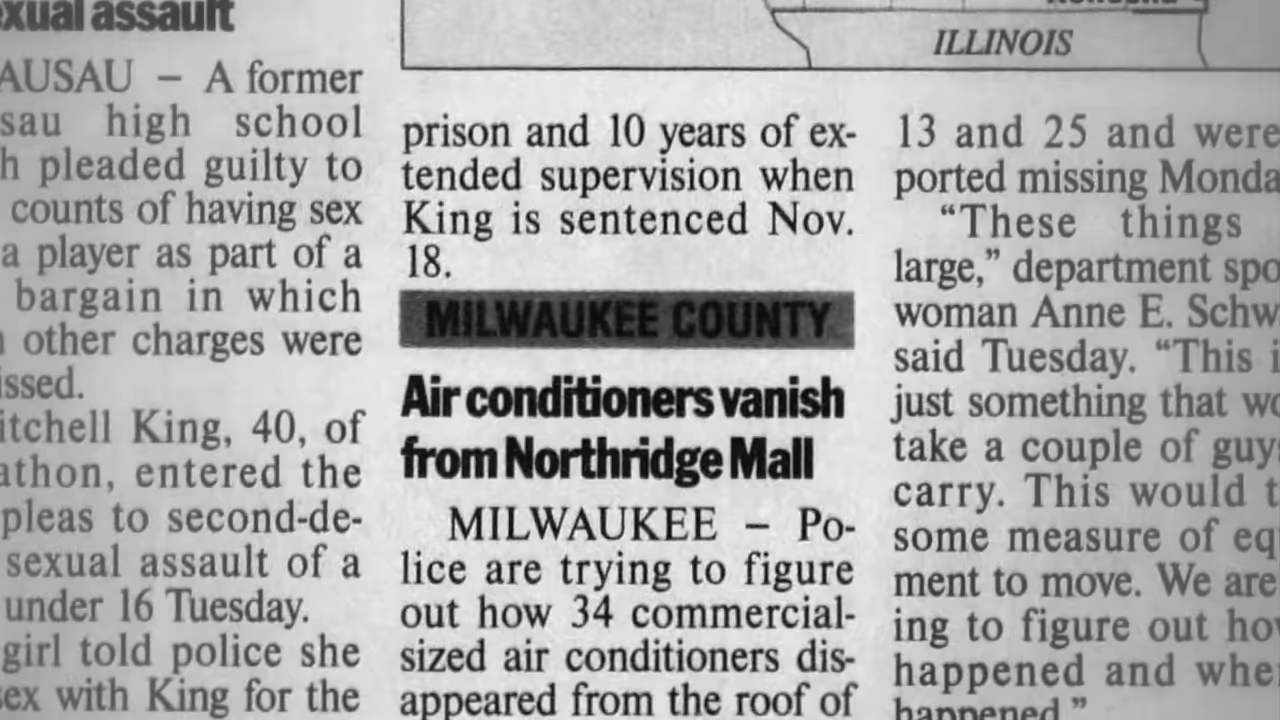 sexual assault
AUSAU – A former
sau high school
h pleaded guilty to
counts of having sex
a player as part of a
bargain in which
other charges were
issed.
itchell King, 40, of
athon, entered the
pleas to second-de-
sexual assault of a
under 16 Tuesday.
girl told police she
sex with King for the
ILLINOIS
prison and 10 years of ex-
tended supervision when
King is sentenced Nov.
18.
MILWAUKEE COUNTY
Air conditioners vanish
from Northridge Mall
MILWAUKEE – Po-
lice are trying to figure
out how 34 commercial-
sized air conditioners dis-
appeared from the roof of
13 and 25 and were
ported missing Monda
“These things
large,” department spo
woman Anne E. Schw
said Tuesday. “This i
just something that wo
take a couple of guy
carry. This would t
some measure of equ
ment to move. We are
ing to figure out how
happened and whe
happened.”